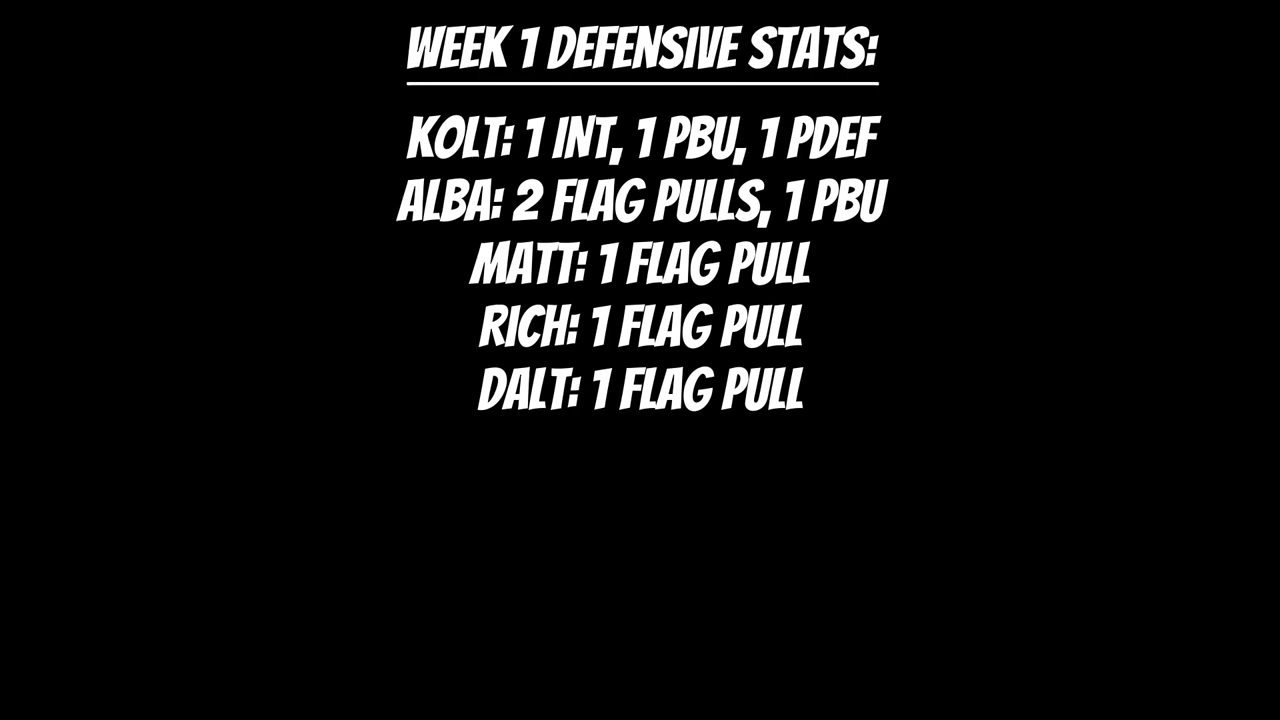 WEEK 1 DEFENSIVE STATS:
KOLT: 1 INT, 1 PBU, 1 PDEF
ALBA: 2 FLAG PULLS, 1 PBU
MATT: 1 FLAG PULL
RICH: 1 FLAG PULL
DALT: 1 FLAG PULL